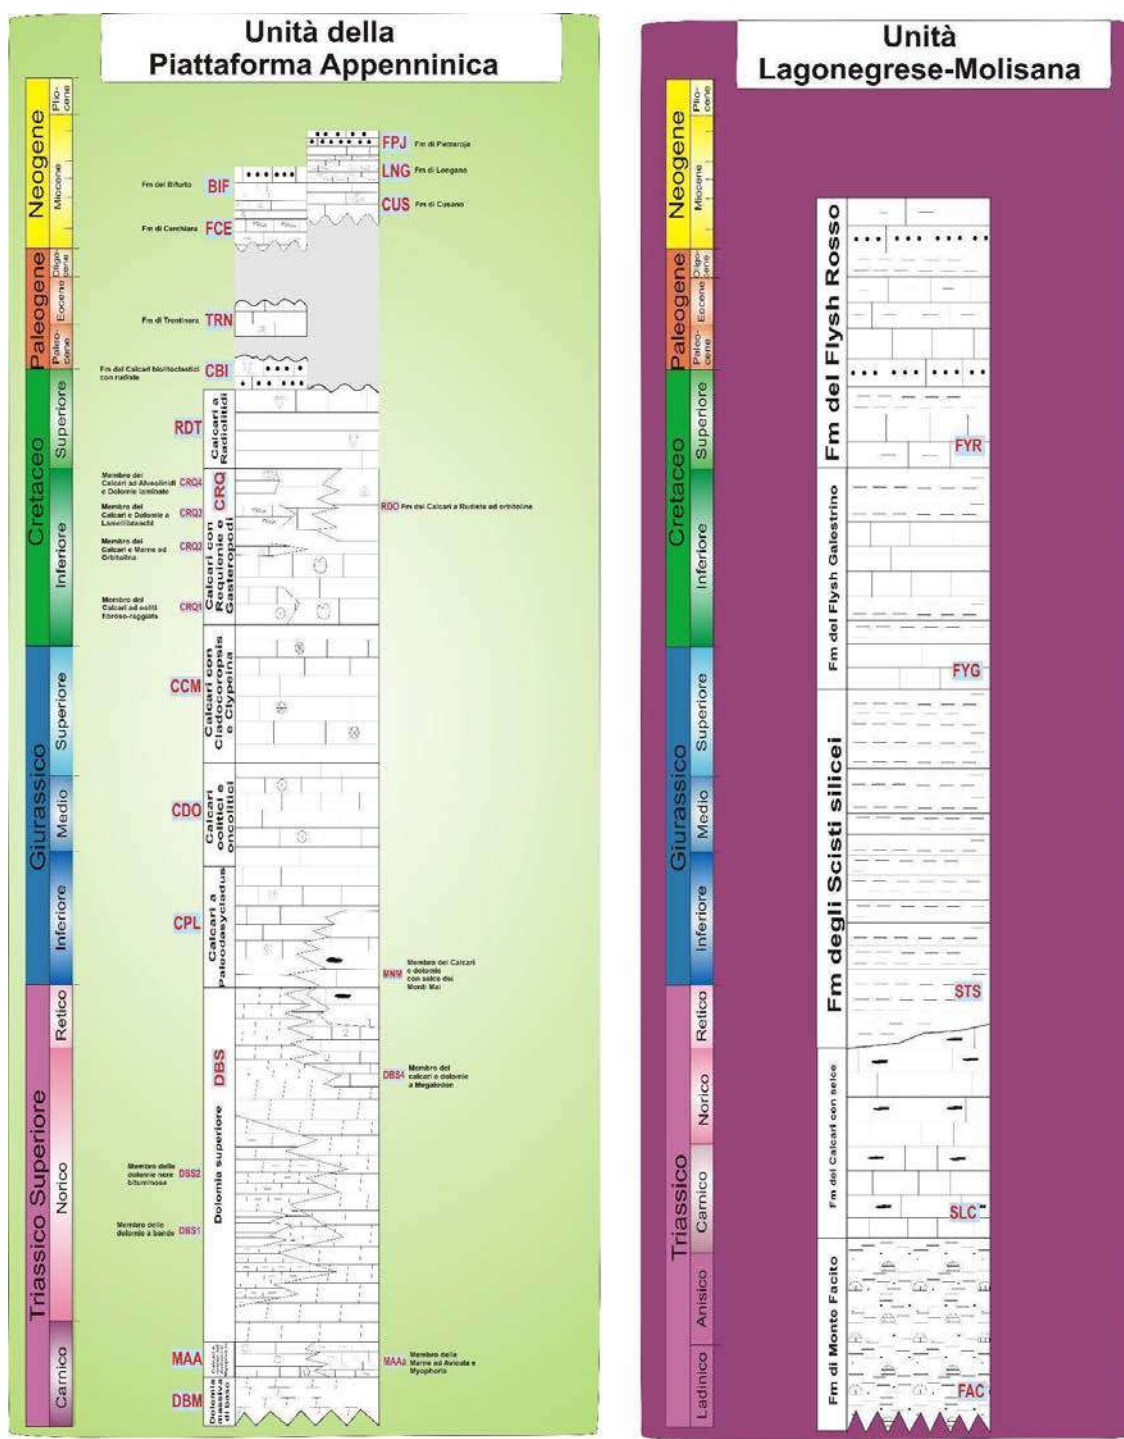 Unità della
Piattaforma Appenninica
Neogene
Plio-
cene
Miocene
Paleogene
Oligo-
cene
Eocene
Paleo-
cene
Cretaceo
Superiore
Inferiore
Giurassico
Superiore
Medio
Inferiore
Triassico Superiore
Retico
Norico
Carnico
FPJ Fm di Pietraroja
LNG Fm di Longano
CUS Fm di Cusano
Fm del Bifurto BIF
Fm di Cerchiara FCE
Fm di Trentinara TRN
Fm dei Calcari bioliticlastici
con rudiste
CBI
RDT
Calcari a
Radiolitidi
Membro dei
Calcari ad Alveolinidi
e Dolomie laminate
CRQ4
CRQ
Membro dei
Calcari e Dolomie a
Lamellibranchi
CRQ3
RDO Fm dei Calcari a Rudiste ed orbitoline
Membro dei
Calcari e Marne ad
Orbitolina
CRQ2
Calcari con
Requienie e
Gasteropodi
Membro dei
Calcari ad ooliti
fibroso-raggiate
CRQ1
CCM
Calcari con
Cladocoropsis
e Clypeina
CDO
Calcari
oolitici e
oncolitici
CPL
Calcari a
Paleodasycladus
MNM
Membro dei Calcari
e dolomie
con selce dei
Monti Mai
DBS
Dolomia superiore
DBS4
Membro dei
calcari e dolomie
a Megalodon
Membro delle
dolomie nere
bituminose
DSS2
Membro delle
dolomie a bande
DBS1
MAA
MAAa
Membro delle
Marne ad Avicula e
Myophoria
DBM
Dolomia
massiva
di base
Unità
Lagonegrese-Molisana
Neogene
Plio-
cene
Miocene
Paleogene
Oligo-
cene
Eocene
Paleo-
cene
Cretaceo
Superiore
Inferiore
Giurassico
Superiore
Medio
Inferiore
Triassico
Retico
Norico
Carnico
Anisico
Ladinico
Fm del Flysh Rosso
FYR
Fm del Flysh Galestrino
FYG
Fm degli Scisti silicei
STS
Fm dei Calcari con selce
SLC
Fm di Monte Facito
FAC